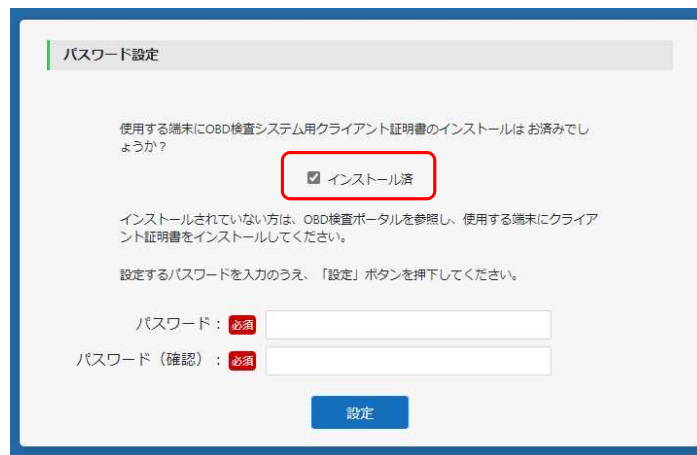 パスワード設定
使用する端末にOBD検査システム用クライアント証明書のインストールは お済みでし
ょうか？
インストール済
インストールされていない方は、OBD検査ポータルを参照し、使用する端末にクライア
ント証明書をインストールしてください。
設定するパスワードを入力のうえ、「設定」ボタンを押下してください。
パスワード： 必須
パスワード（確認）： 必須
設定